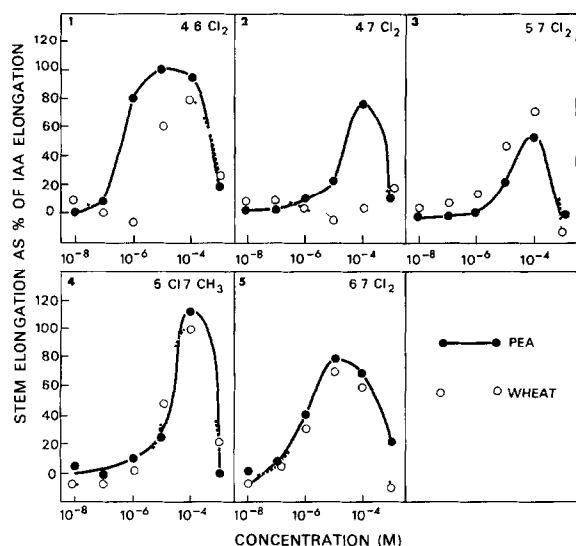 1 4 6 Cl2
2 4 7 Cl2
3 5 7 Cl2
120
100
80
60
40
20
0
10⁻⁸ 10⁻⁶ 10⁻⁴
10⁻⁸ 10⁻⁶ 10⁻⁴
10⁻⁸ 10⁻⁶ 10⁻⁴
STEM ELONGATION AS % OF IAA ELONGATION
4 5 Cl 7 CH3
5 6 7 Cl2
120
100
80
60
40
20
0
PEA
WHEAT
10⁻⁸ 10⁻⁶ 10⁻⁴
10⁻⁸ 10⁻⁶ 10⁻⁴
CONCENTRATION (M)